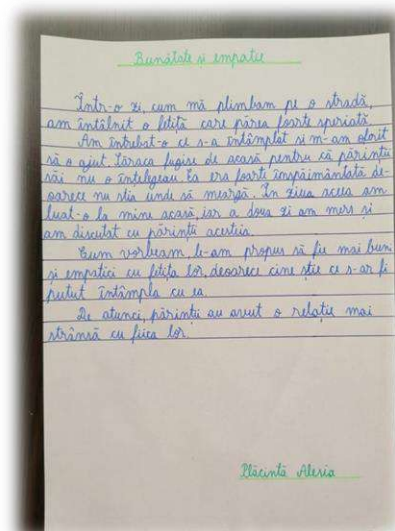 Bunătate și empatie
Într-o zi, cum mă plimbam pe o stradă,
am întâlnit o fetiță care părea foarte speriată.
Am întrebat-o ce s-a întâmplat și m-am oferit
să o ajut. Săraca fugise de acasă pentru că părinții
săi nu o înțelegeau. Ea era foarte înspăimântată de-
oarece nu știa unde să meargă. În ziua aceea am
luat-o la mine acasă, iar a doua zi am mers și
am discutat cu părinții acesteia.
Cum vorbeam, le-am propus să fie mai buni
și empatici cu fetița lor, deoarece cine știe ce s-ar fi
putut întâmpla cu ea.
De atunci, părinții au avut o relație mai
strânsă cu fiica lor.
Plăcintă Alesia